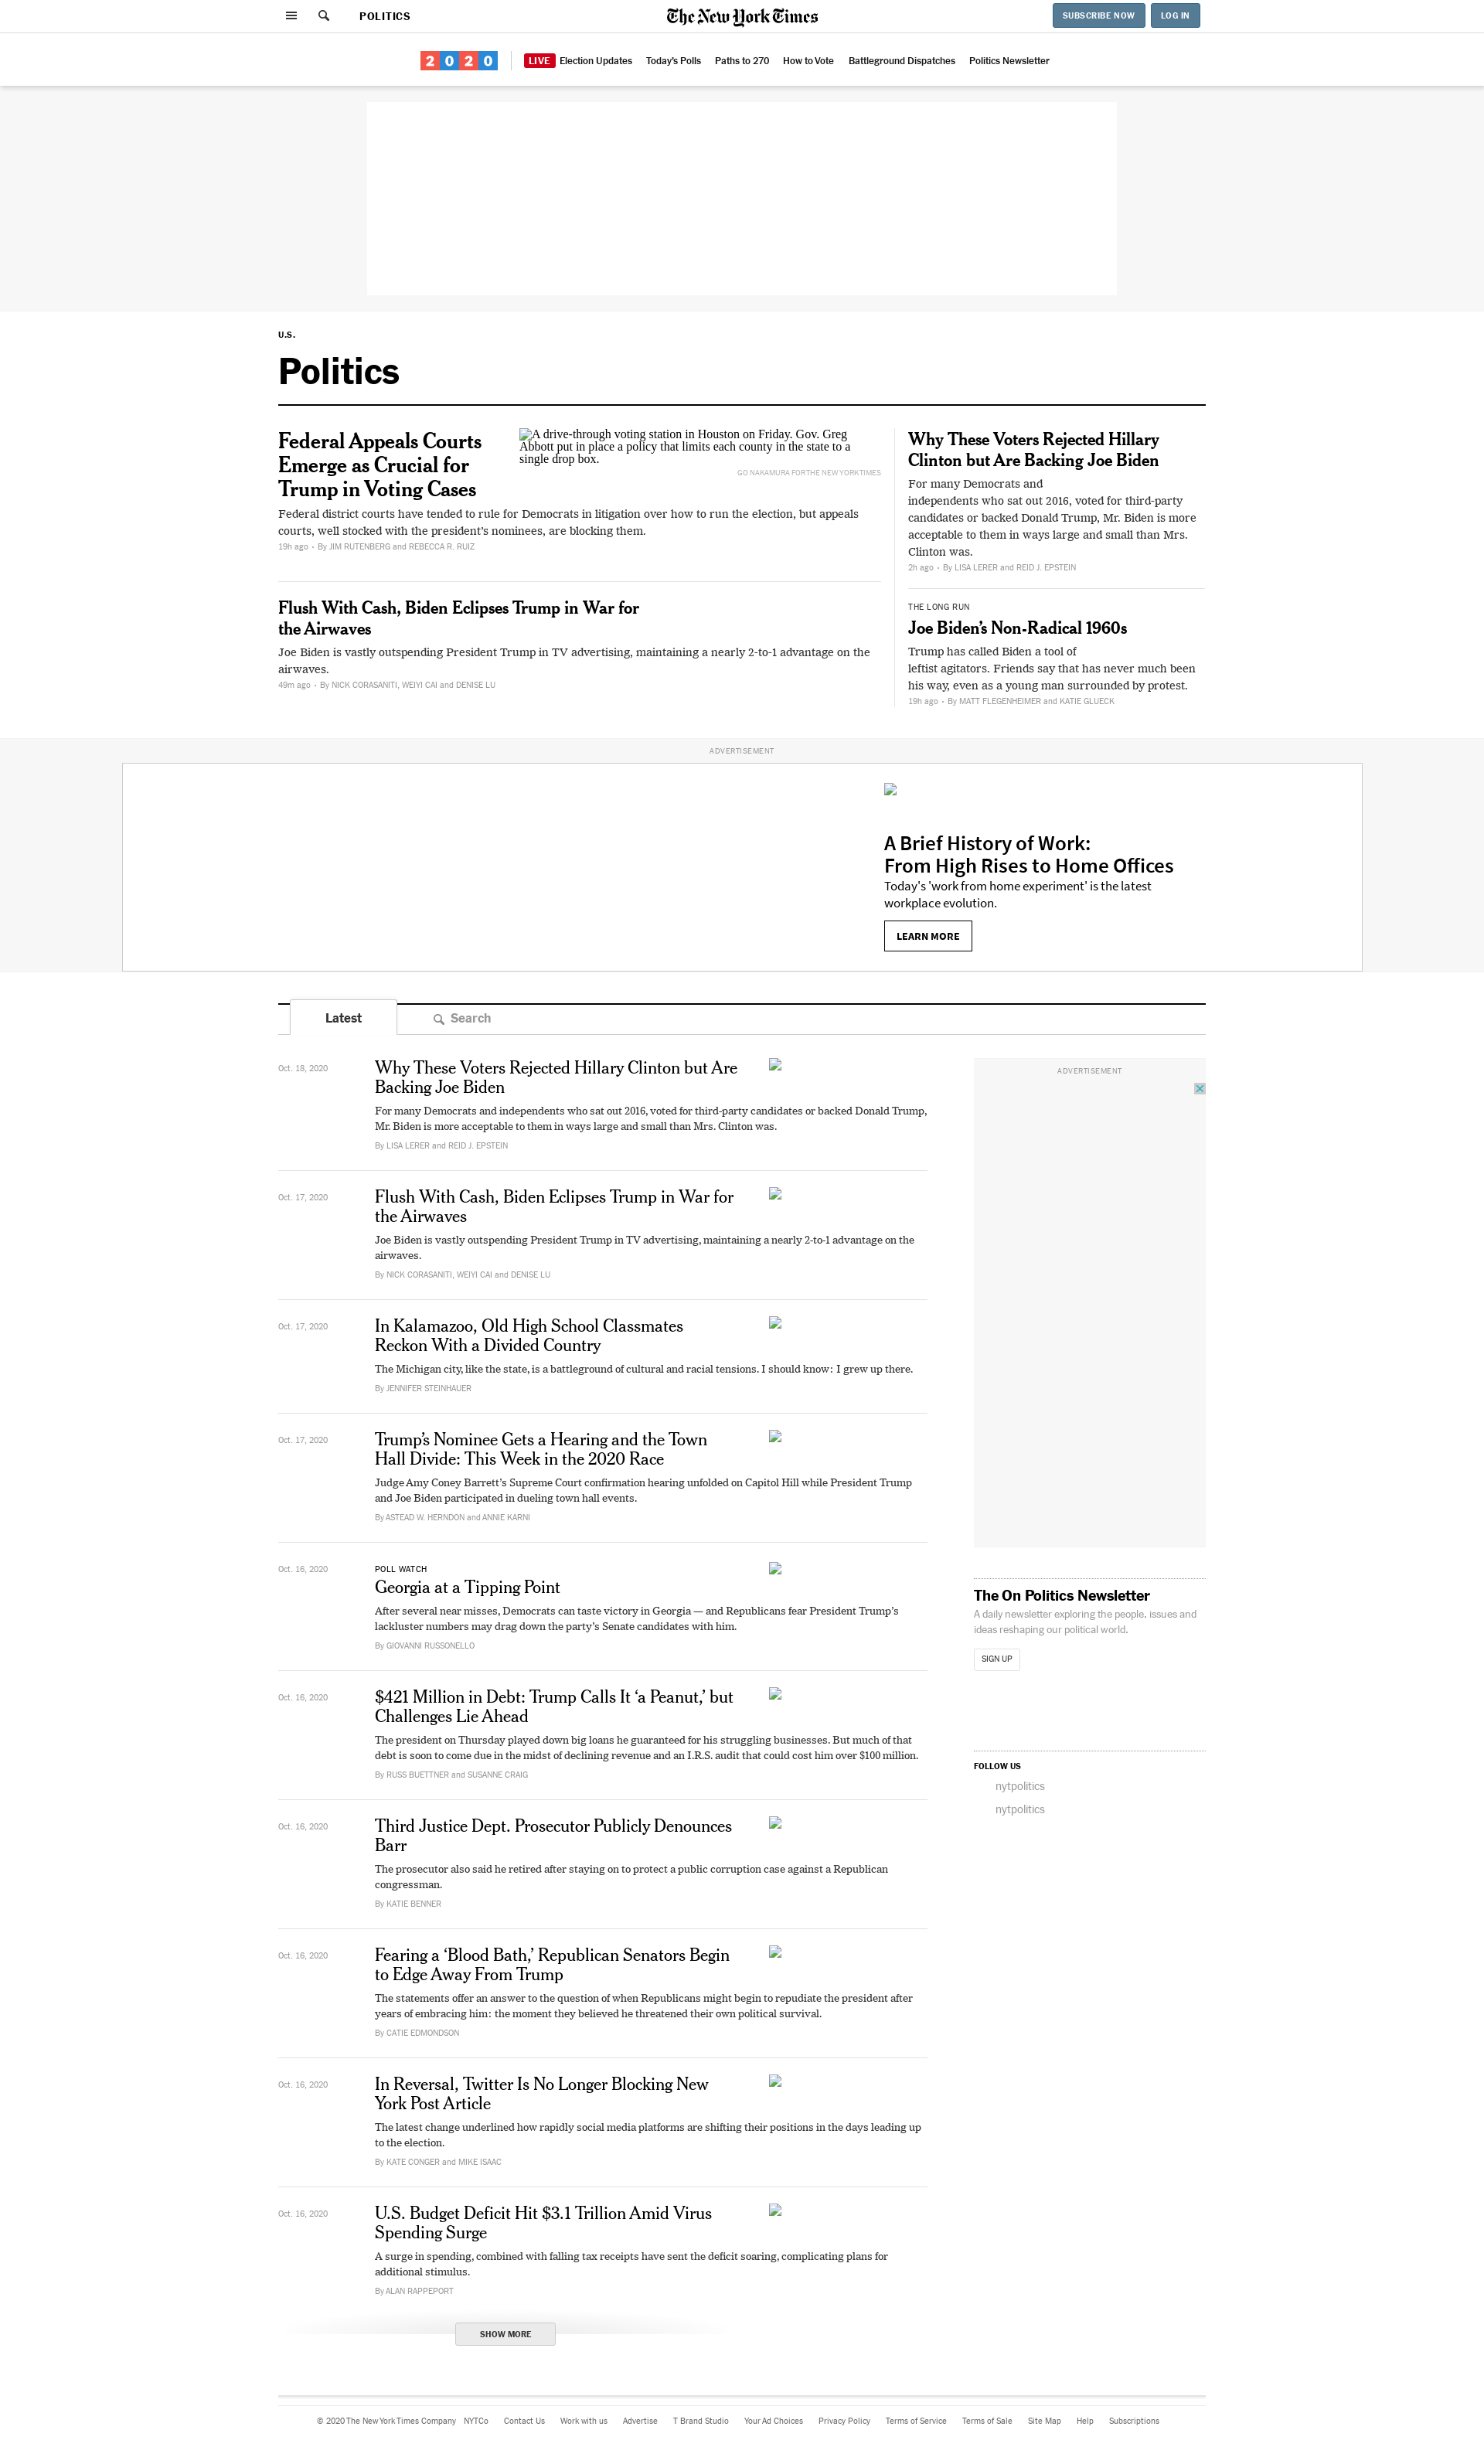 POLITICS
The New York Times
SUBSCRIBE NOW
LOG IN
2020
LIVE Election Updates
Today's Polls
Paths to 270
How to Vote
Battleground Dispatches
Politics Newsletter
U.S.
Politics
Federal Appeals Courts
Emerge as Crucial for
Trump in Voting Cases
A drive-through voting station in Houston on Friday. Gov. Greg
Abbott put in place a policy that limits each county in the state to a
single drop box.
GO NAKAMURA FOR THE NEW YORK TIMES
Federal district courts have tended to rule for Democrats in litigation over how to run the election, but appeals
courts, well stocked with the president's nominees, are blocking them.
19h ago • By JIM RUTENBERG and REBECCA R. RUIZ
Flush With Cash, Biden Eclipses Trump in War for
the Airwaves
Joe Biden is vastly outspending President Trump in TV advertising, maintaining a nearly 2-to-1 advantage on the
airwaves.
49m ago • By NICK CORASANITI, WEIYI CAI and DENISE LU
Why These Voters Rejected Hillary
Clinton but Are Backing Joe Biden
For many Democrats and
independents who sat out 2016, voted for third-party
candidates or backed Donald Trump, Mr. Biden is more
acceptable to them in ways large and small than Mrs.
Clinton was.
2h ago • By LISA LERER and REID J. EPSTEIN
THE LONG RUN
Joe Biden's Non-Radical 1960s
Trump has called Biden a tool of
leftist agitators. Friends say that has never much been
his way, even as a young man surrounded by protest.
19h ago • By MATT FLEGENHEIMER and KATIE GLUECK
ADVERTISEMENT
A Brief History of Work:
From High Rises to Home Offices
Today's 'work from home experiment' is the latest
workplace evolution.
LEARN MORE
Latest
Search
Oct. 18, 2020
Why These Voters Rejected Hillary Clinton but Are
Backing Joe Biden
For many Democrats and independents who sat out 2016, voted for third-party candidates or backed Donald Trump,
Mr. Biden is more acceptable to them in ways large and small than Mrs. Clinton was.
By LISA LERER and REID J. EPSTEIN
Oct. 17, 2020
Flush With Cash, Biden Eclipses Trump in War for
the Airwaves
Joe Biden is vastly outspending President Trump in TV advertising, maintaining a nearly 2-to-1 advantage on the
airwaves.
By NICK CORASANITI, WEIYI CAI and DENISE LU
Oct. 17, 2020
In Kalamazoo, Old High School Classmates
Reckon With a Divided Country
The Michigan city, like the state, is a battleground of cultural and racial tensions. I should know: I grew up there.
By JENNIFER STEINHAUER
Oct. 17, 2020
Trump's Nominee Gets a Hearing and the Town
Hall Divide: This Week in the 2020 Race
Judge Amy Coney Barrett's Supreme Court confirmation hearing unfolded on Capitol Hill while President Trump
and Joe Biden participated in dueling town hall events.
By ASTEAD W. HERNDON and ANNIE KARNI
Oct. 16, 2020
POLL WATCH
Georgia at a Tipping Point
After several near misses, Democrats can taste victory in Georgia — and Republicans fear President Trump's
lackluster numbers may drag down the party's Senate candidates with him.
By GIOVANNI RUSSONELLO
Oct. 16, 2020
$421 Million in Debt: Trump Calls It 'a Peanut,' but
Challenges Lie Ahead
The president on Thursday played down big loans he guaranteed for his struggling businesses. But much of that
debt is soon to come due in the midst of declining revenue and an I.R.S. audit that could cost him over $100 million.
By RUSS BUETTNER and SUSANNE CRAIG
Oct. 16, 2020
Third Justice Dept. Prosecutor Publicly Denounces
Barr
The prosecutor also said he retired after staying on to protect a public corruption case against a Republican
congressman.
By KATIE BENNER
Oct. 16, 2020
Fearing a 'Blood Bath,' Republican Senators Begin
to Edge Away From Trump
The statements offer an answer to the question of when Republicans might begin to repudiate the president after
years of embracing him: the moment they believed he threatened their own political survival.
By CATIE EDMONDSON
Oct. 16, 2020
In Reversal, Twitter Is No Longer Blocking New
York Post Article
The latest change underlined how rapidly social media platforms are shifting their positions in the days leading up
to the election.
By KATE CONGER and MIKE ISAAC
Oct. 16, 2020
U.S. Budget Deficit Hit $3.1 Trillion Amid Virus
Spending Surge
A surge in spending, combined with falling tax receipts have sent the deficit soaring, complicating plans for
additional stimulus.
By ALAN RAPPEPORT
SHOW MORE
ADVERTISEMENT
The On Politics Newsletter
A daily newsletter exploring the people, issues and
ideas reshaping our political world.
SIGN UP
FOLLOW US
nytpolitics
nytpolitics
© 2020 The New York Times Company
NYTCo
Contact Us
Work with us
Advertise
T Brand Studio
Your Ad Choices
Privacy Policy
Terms of Service
Terms of Sale
Site Map
Help
Subscriptions